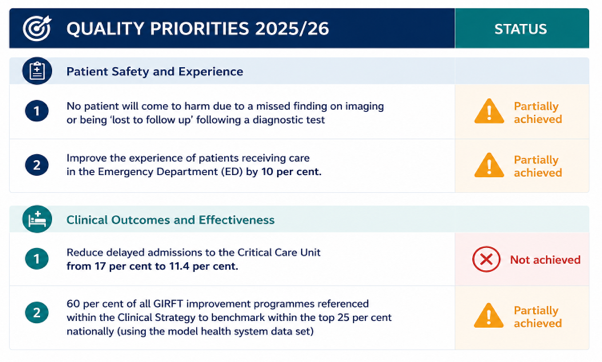 QUALITY PRIORITIES 2025/26
STATUS
Patient Safety and Experience
1
No patient will come to harm due to a missed finding on imaging
or being ‘lost to follow up’ following a diagnostic test
Partially
achieved
2
Improve the experience of patients receiving care
in the Emergency Department (ED) by 10 per cent.
Partially
achieved
Clinical Outcomes and Effectiveness
1
Reduce delayed admissions to the Critical Care Unit
from 17 per cent to 11.4 per cent.
Not achieved
2
60 per cent of all GIRFT improvement programmes referenced
within the Clinical Strategy to benchmark within the top 25 per cent
nationally (using the model health system data set)
Partially
achieved